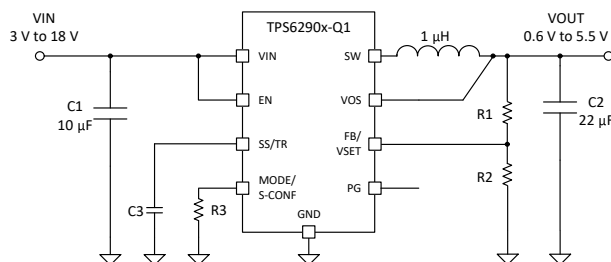 VIN
3 V to 18 V
TPS6290x-Q1
VOUT
0.6 V to 5.5 V
1 µH
VIN
SW
C1
10 µF
EN
VOS
R1
C2
22 µF
SS/TR
FB/
VSET
R2
MODE/
S-CONF
PG
C3
R3
GND